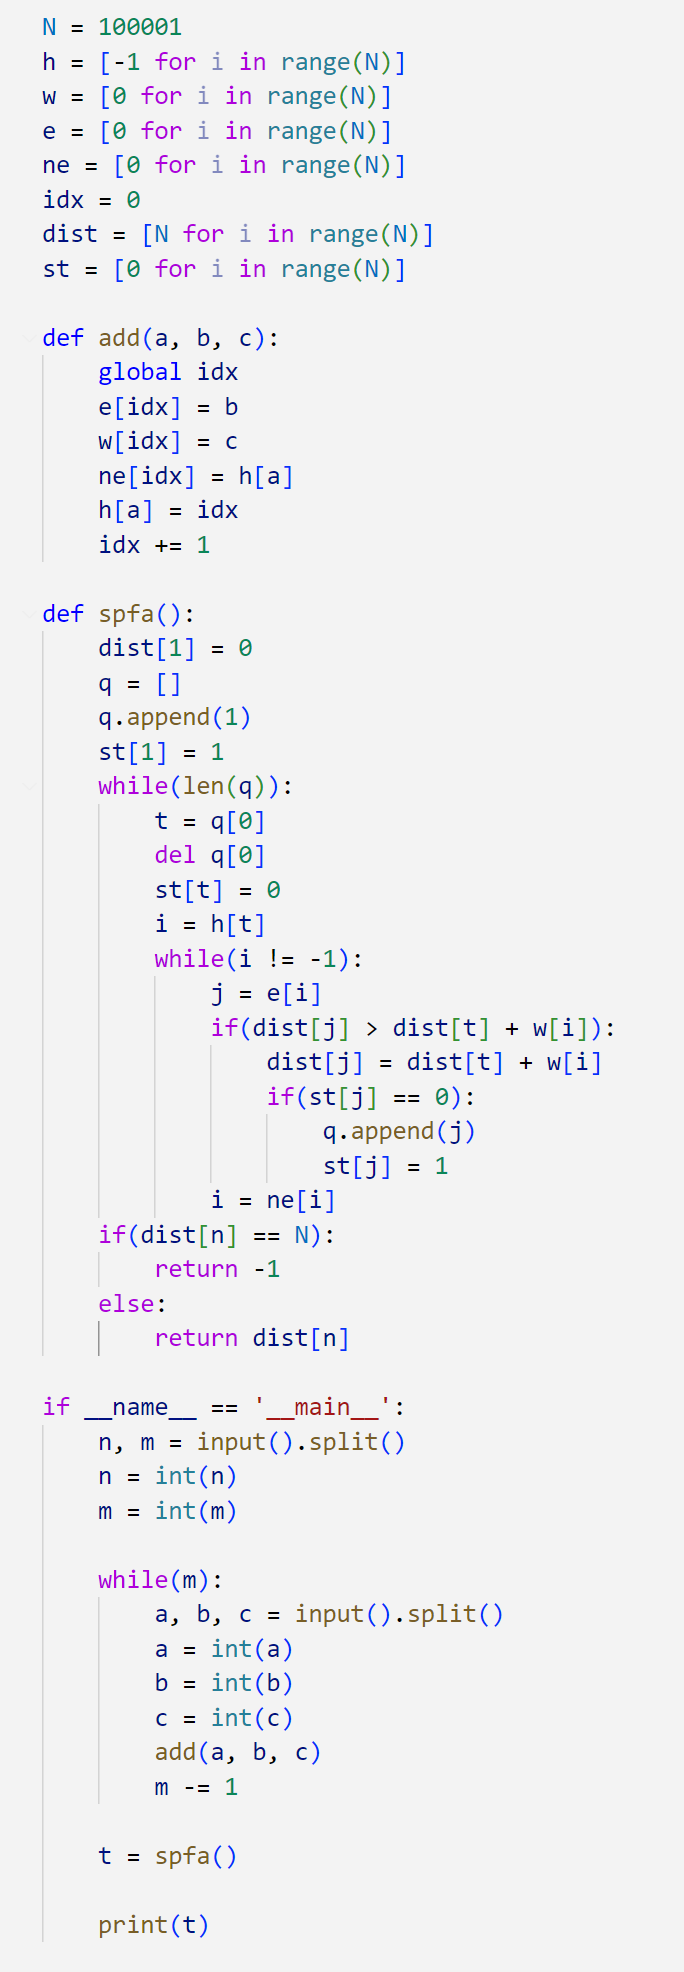 N = 100001
h = [-1 for i in range(N)]
w = [0 for i in range(N)]
e = [0 for i in range(N)]
ne = [0 for i in range(N)]
idx = 0
dist = [N for i in range(N)]
st = [0 for i in range(N)]

def add(a, b, c):
    global idx
    e[idx] = b
    w[idx] = c
    ne[idx] = h[a]
    h[a] = idx
    idx += 1

def spfa():
    dist[1] = 0
    q = []
    q.append(1)
    st[1] = 1
    while(len(q)):
        t = q[0]
        del q[0]
        st[t] = 0
        i = h[t]
        while(i != -1):
            j = e[i]
            if(dist[j] > dist[t] + w[i]):
                dist[j] = dist[t] + w[i]
                if(st[j] == 0):
                    q.append(j)
                    st[j] = 1
            i = ne[i]
    if(dist[n] == N):
        return -1
    else:
        return dist[n]

if __name__ == '__main__':
    n, m = input().split()
    n = int(n)
    m = int(m)

    while(m):
        a, b, c = input().split()
        a = int(a)
        b = int(b)
        c = int(c)
        add(a, b, c)
        m -= 1

    t = spfa()

    print(t)